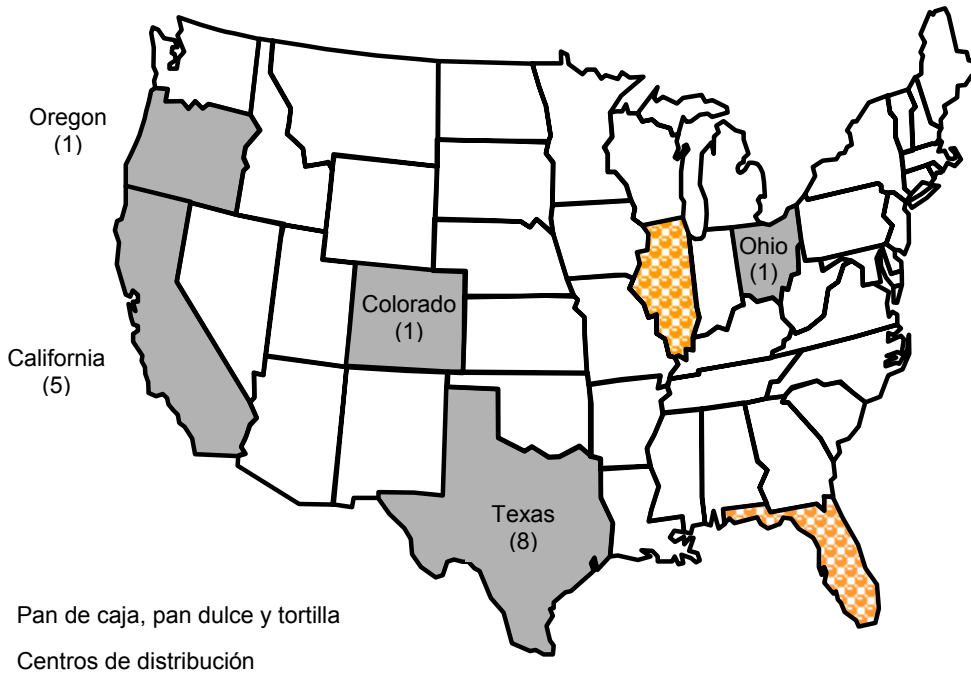 Oregon
(1)
Ohio
(1)
Colorado
(1)
California
(5)
Texas
(8)
Pan de caja, pan dulce y tortilla
Centros de distribución